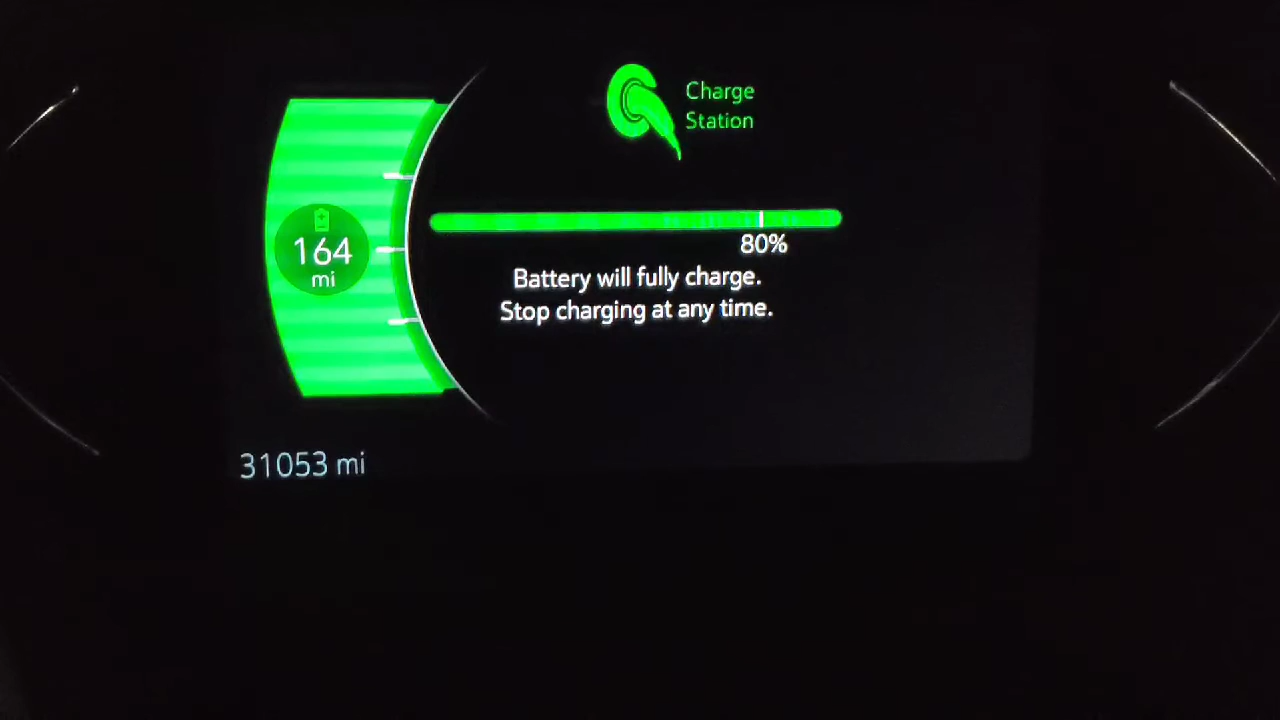 Charge
Station
80%
164
mi
Battery will fully charge.
Stop charging at any time.
31053 mi